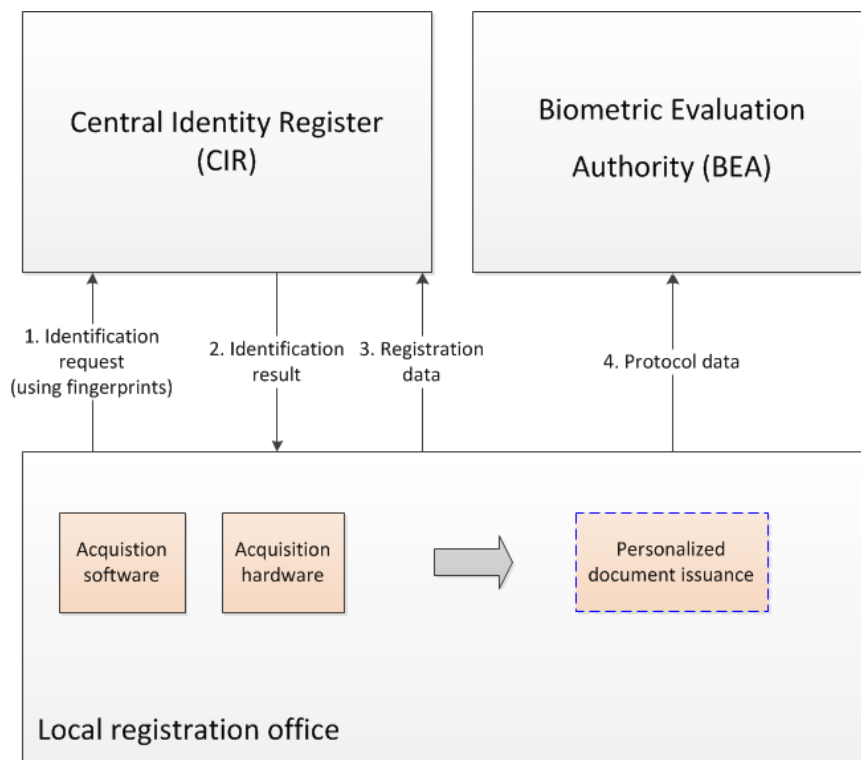 Central Identity Register
(CIR)
Biometric Evaluation
Authority (BEA)
1. Identification
request
(using fingerprints)
2. Identification
result
3. Registration
data
4. Protocol data
Acquistion
software
Acquisition
hardware
Personalized
document issuance
Local registration office